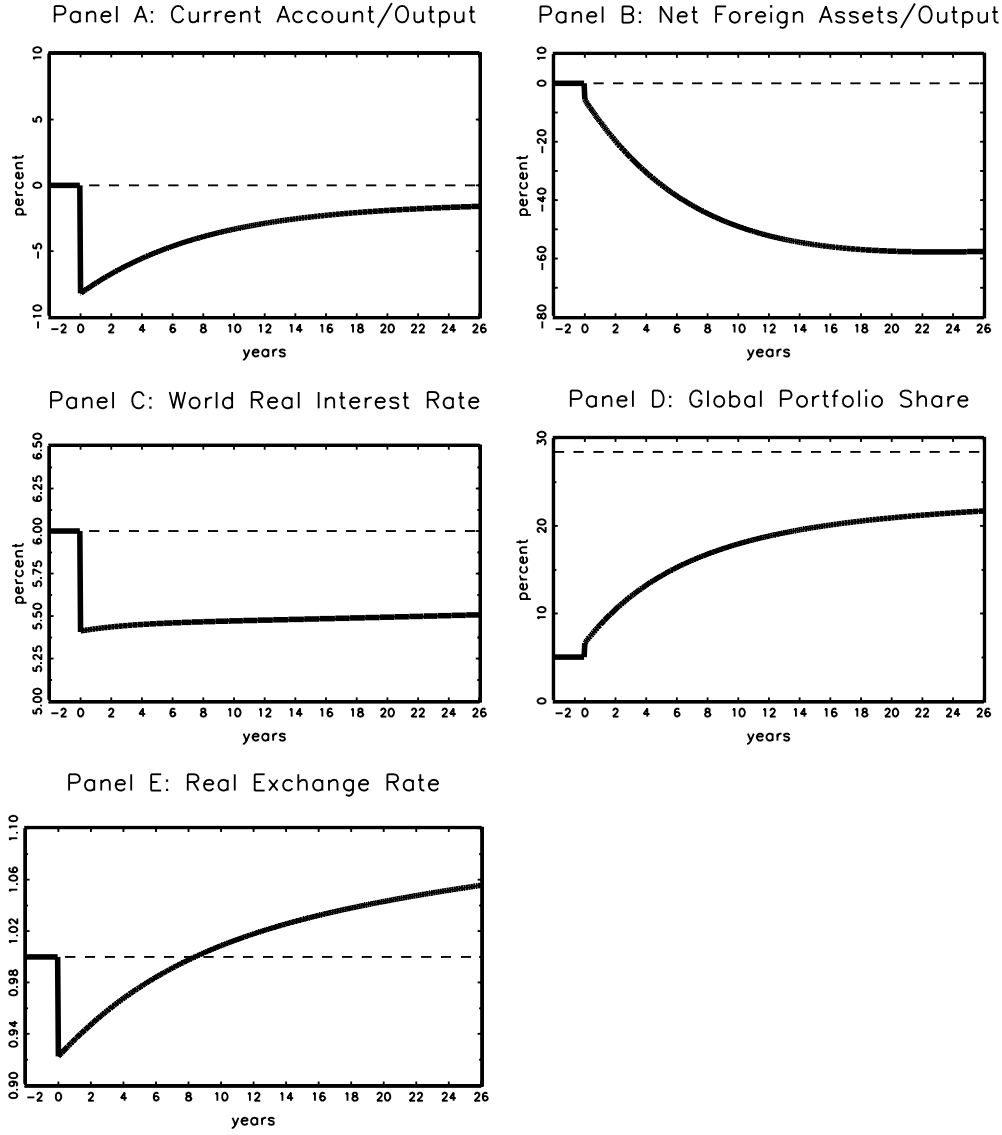 Panel A: Current Account/Output
Panel B: Net Foreign Assets/Output
percent
10
5
0
-5
-10
-2 0 2 4 6 8 10 12 14 16 18 20 22 24 26
years
percent
10
0
-20
-40
-60
-80
-2 0 2 4 6 8 10 12 14 16 18 20 22 24 26
years
Panel C: World Real Interest Rate
Panel D: Global Portfolio Share
percent
6.50
6.25
6.00
5.75
5.50
5.25
5.00
-2 0 2 4 6 8 10 12 14 16 18 20 22 24 26
years
percent
30
20
10
0
-2 0 2 4 6 8 10 12 14 16 18 20 22 24 26
years
Panel E: Real Exchange Rate
1.10
1.06
1.02
0.98
0.94
0.90
-2 0 2 4 6 8 10 12 14 16 18 20 22 24 26
years